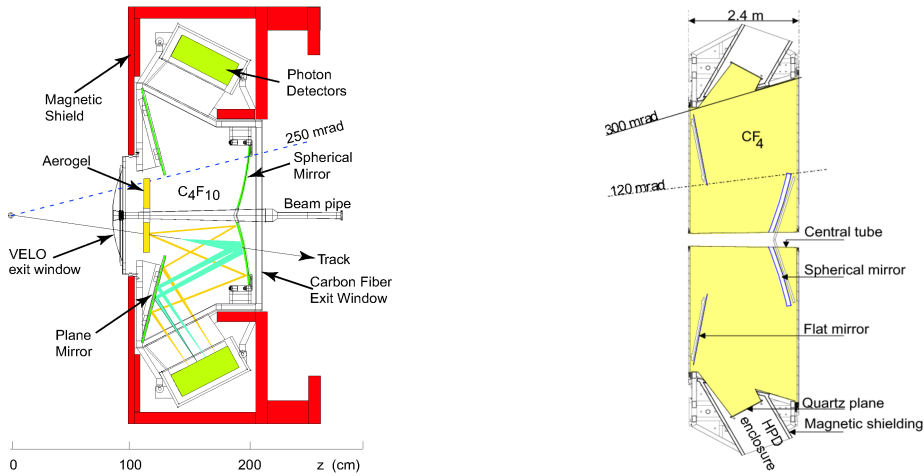 Photon
Detectors
Magnetic
Shield
250 mrad
Aerogel
Spherical
Mirror
C4F10
Beam pipe
VELO
exit window
Track
Carbon Fiber
Exit Window
Plane
Mirror
0 100 200 z (cm)
2.4 m
300 mrad
CF4
120 mrad
Central tube
Spherical mirror
Flat mirror
Quartz plane
HPD
enclosure
Magnetic shielding